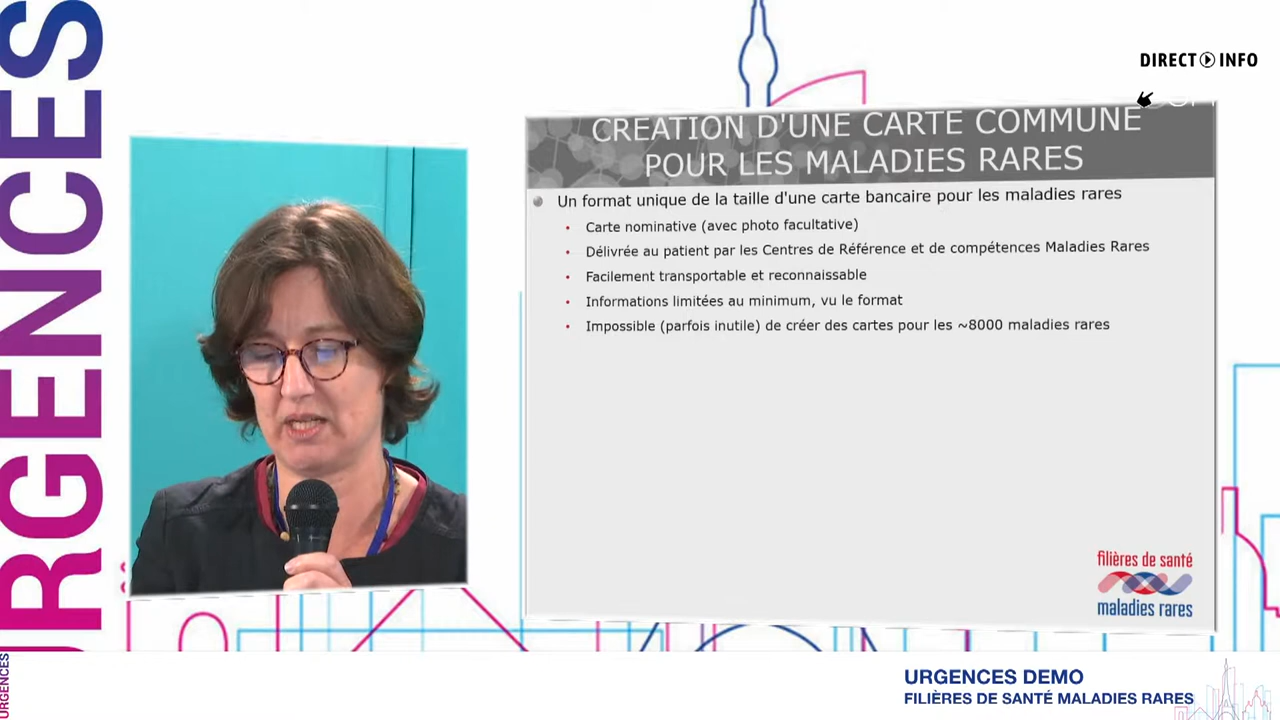 URGENCES
DIRECT INFO
CREATION D'UNE CARTE COMMUNE
POUR LES MALADIES RARES
Un format unique de la taille d'une carte bancaire pour les maladies rares
Carte nominative (avec photo facultative)
Délivrée au patient par les Centres de Référence et de compétences Maladies Rares
Facilement transportable et reconnaissable
Informations limitées au minimum, vu le format
Impossible (parfois inutile) de créer des cartes pour les ~8000 maladies rares
filières de santé
maladies rares
URGENCES
URGENCES DEMO
FILIÈRES DE SANTÉ MALADIES RARES